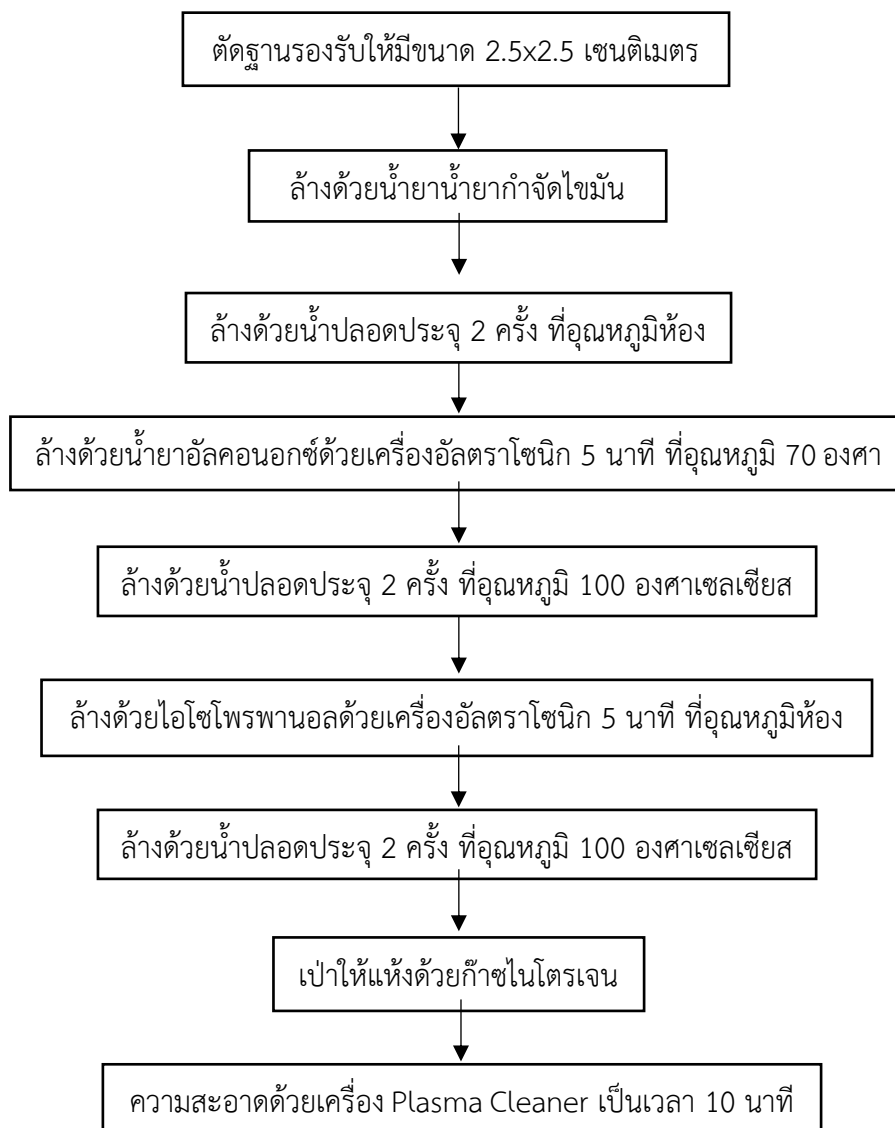 ตัดฐานรองรับให้มีขนาด 2.5x2.5 เซนติเมตร
ล้างด้วยน้ำยาน้ำยากำจัดไขมัน
ล้างด้วยน้ำปลอดประจุ 2 ครั้ง ที่อุณหภูมิห้อง
ล้างด้วยน้ำยาอัลคอนอกซ์ด้วยเครื่องอัลตราโซนิก 5 นาที ที่อุณหภูมิ 70 องศา
ล้างด้วยน้ำปลอดประจุ 2 ครั้ง ที่อุณหภูมิ 100 องศาเซลเซียส
ล้างด้วยไอโซโพรพานอลด้วยเครื่องอัลตราโซนิก 5 นาที ที่อุณหภูมิห้อง
ล้างด้วยน้ำปลอดประจุ 2 ครั้ง ที่อุณหภูมิ 100 องศาเซลเซียส
เป่าให้แห้งด้วยก๊าซไนโตรเจน
ความสะอาดด้วยเครื่อง Plasma Cleaner เป็นเวลา 10 นาที